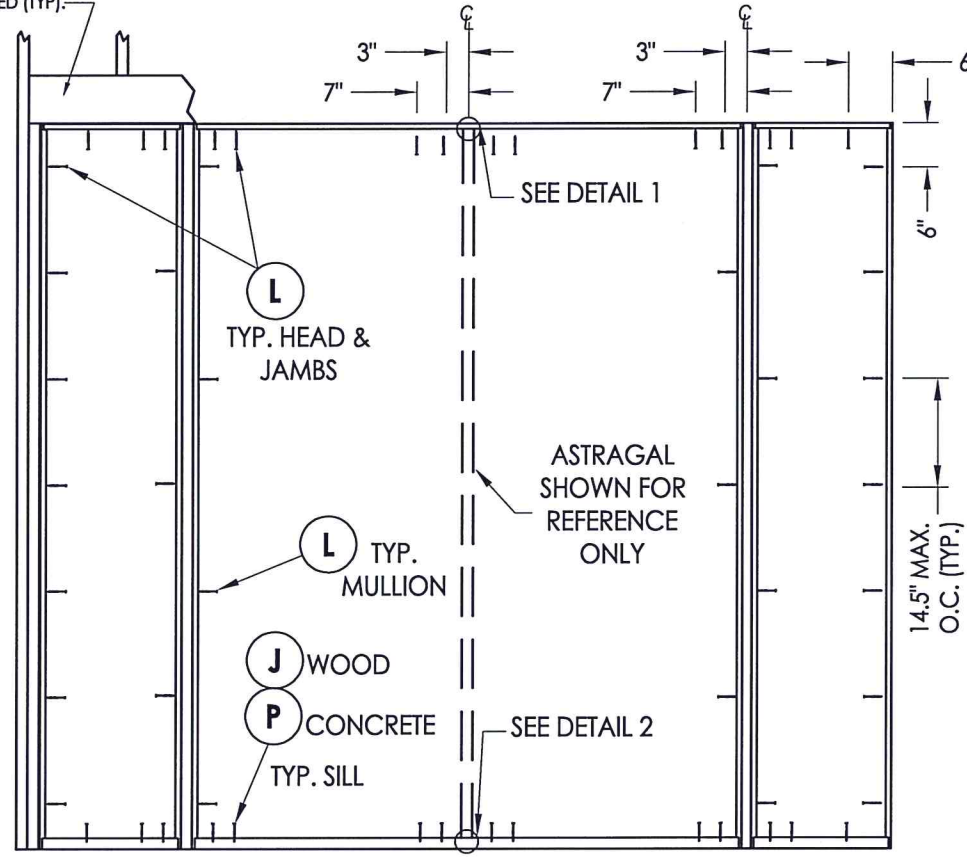 ED (TYP).
℄
℄
3"
3"
6
7"
7"
SEE DETAIL 1
6"
L
TYP. HEAD &
JAMBS
ASTRAGAL
SHOWN FOR
REFERENCE
ONLY
L
TYP.
MULLION
14.5" MAX.
O.C. (TYP.)
J
WOOD
P
CONCRETE
SEE DETAIL 2
TYP. SILL